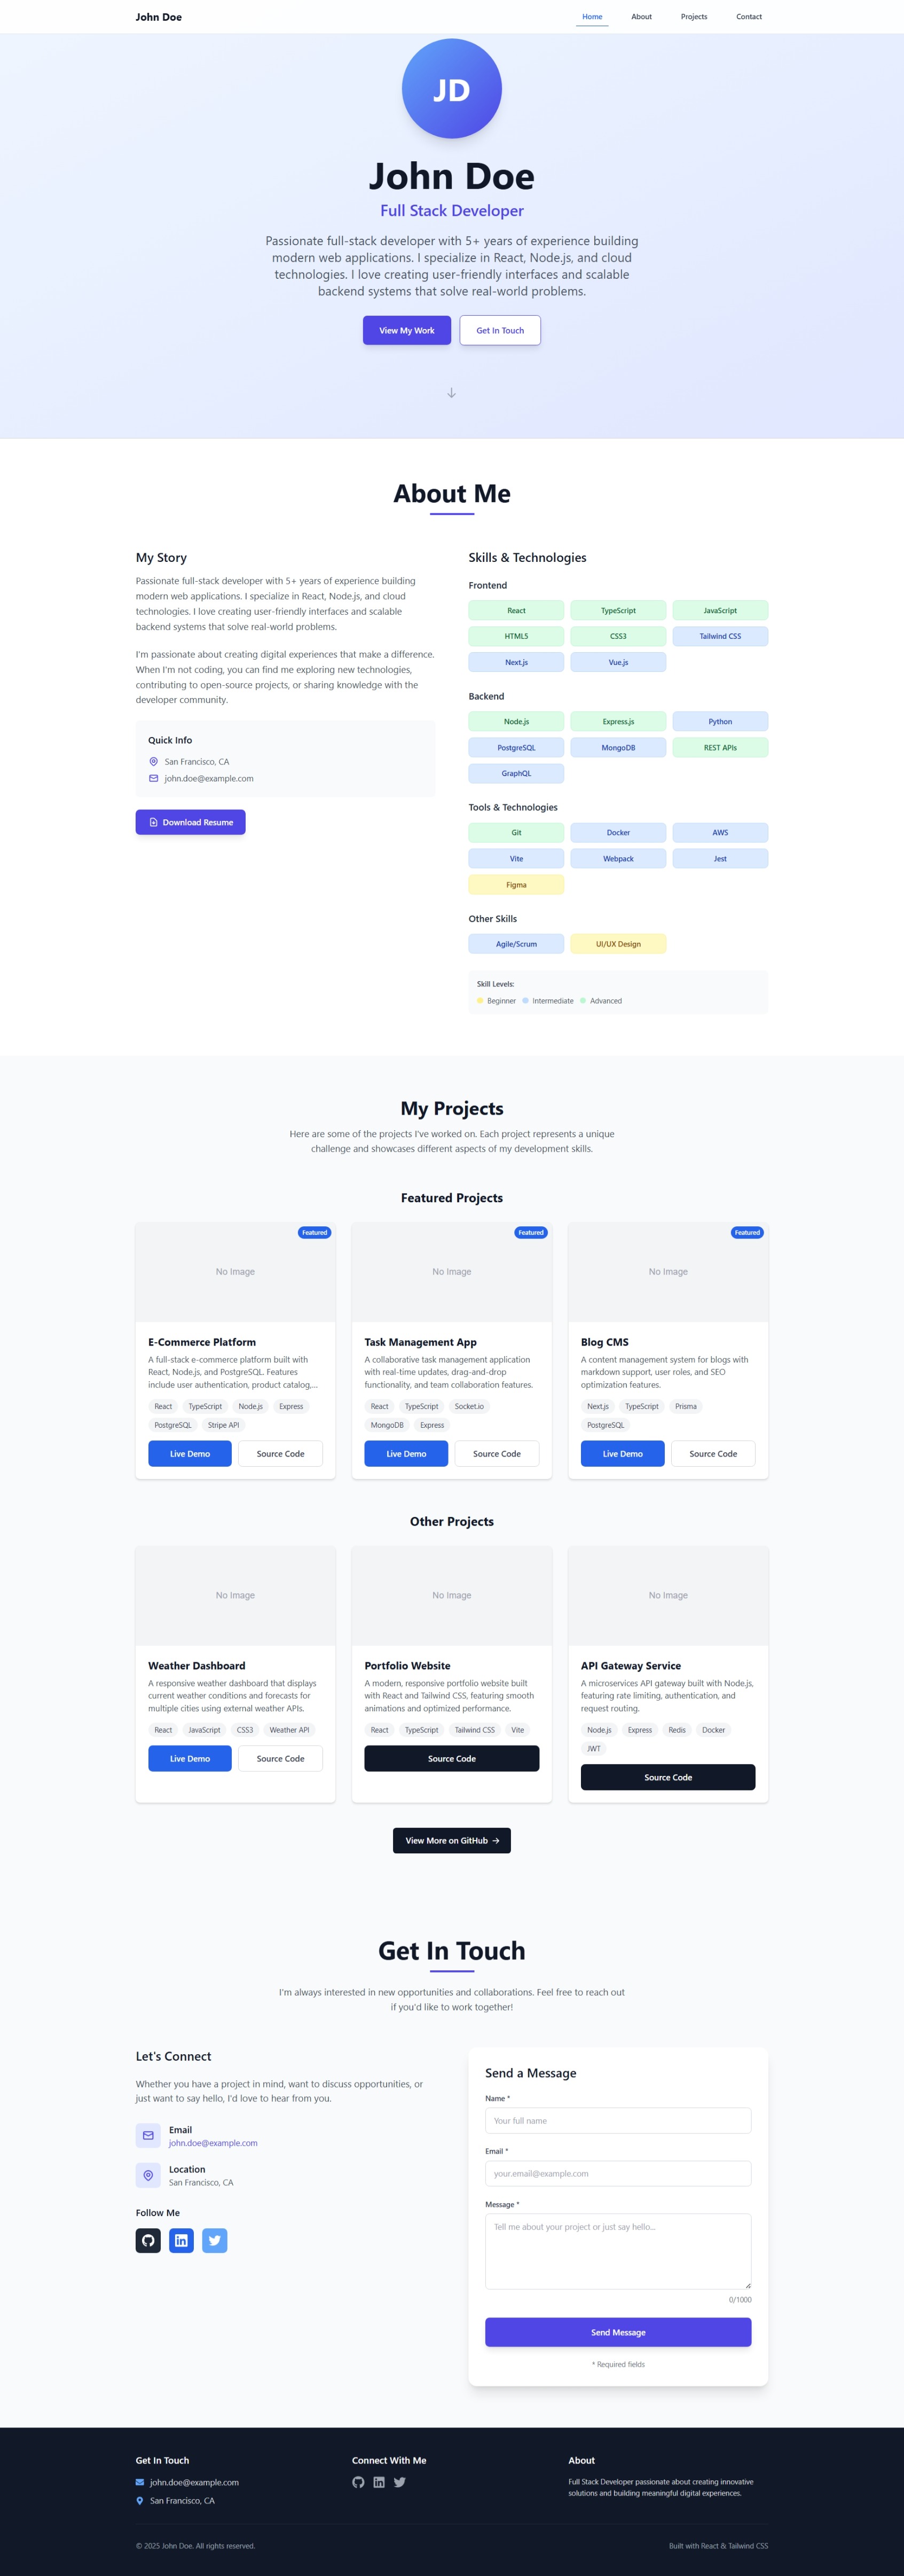 John Doe
Home About Projects Contact
JD
John Doe
Full Stack Developer
Passionate full-stack developer with 5+ years of experience building
modern web applications. I specialize in React, Node.js, and cloud
technologies. I love creating user-friendly interfaces and scalable
backend systems that solve real-world problems.
View My Work Get In Touch
About Me
My Story
Passionate full-stack developer with 5+ years of experience building
modern web applications. I specialize in React, Node.js, and cloud
technologies. I love creating user-friendly interfaces and scalable
backend systems that solve real-world problems.
I'm passionate about creating digital experiences that make a difference.
When I'm not coding, you can find me exploring new technologies,
contributing to open-source projects, or sharing knowledge with the
developer community.
Quick Info
San Francisco, CA
john.doe@example.com
Download Resume
Skills & Technologies
Frontend
React TypeScript JavaScript
HTML5 CSS3 Tailwind CSS
Next.js Vue.js
Backend
Node.js Express.js Python
PostgreSQL MongoDB REST APIs
GraphQL
Tools & Technologies
Git Docker AWS
Vite Webpack Jest
Figma
Other Skills
Agile/Scrum UI/UX Design
Skill Levels:
Beginner Intermediate Advanced
My Projects
Here are some of the projects I've worked on. Each project represents a unique
challenge and showcases different aspects of my development skills.
Featured Projects
Featured
No Image
E-Commerce Platform
A full-stack e-commerce platform built with
React, Node.js, and PostgreSQL. Features
include user authentication, product catalog,...
React TypeScript Node.js Express
PostgreSQL Stripe API
Live Demo Source Code
Featured
No Image
Task Management App
A collaborative task management application
with real-time updates, drag-and-drop
functionality, and team collaboration features.
React TypeScript Socket.io
MongoDB Express
Live Demo Source Code
Featured
No Image
Blog CMS
A content management system for blogs with
markdown support, user roles, and SEO
optimization features.
Next.js TypeScript Prisma
PostgreSQL
Live Demo Source Code
Other Projects
No Image
Weather Dashboard
A responsive weather dashboard that displays
current weather conditions and forecasts for
multiple cities using external weather APIs.
React JavaScript CSS3 Weather API
Live Demo Source Code
No Image
Portfolio Website
A modern, responsive portfolio website built
with React and Tailwind CSS, featuring smooth
animations and optimized performance.
React TypeScript Tailwind CSS Vite
Source Code
No Image
API Gateway Service
A microservices API gateway built with Node.js,
featuring rate limiting, authentication, and
request routing.
Node.js Express Redis Docker
JWT
Source Code
View More on GitHub →
Get In Touch
I'm always interested in new opportunities and collaborations. Feel free to reach out
if you'd like to work together!
Let's Connect
Whether you have a project in mind, want to discuss opportunities, or
just want to say hello, I'd love to hear from you.
Email
john.doe@example.com
Location
San Francisco, CA
Follow Me
Send a Message
Name *
Your full name
Email *
your.email@example.com
Message *
Tell me about your project or just say hello...
0/1000
Send Message
* Required fields
Get In Touch
john.doe@example.com
San Francisco, CA
Connect With Me
About
Full Stack Developer passionate about creating innovative
solutions and building meaningful digital experiences.
© 2025 John Doe. All rights reserved.
Built with React & Tailwind CSS